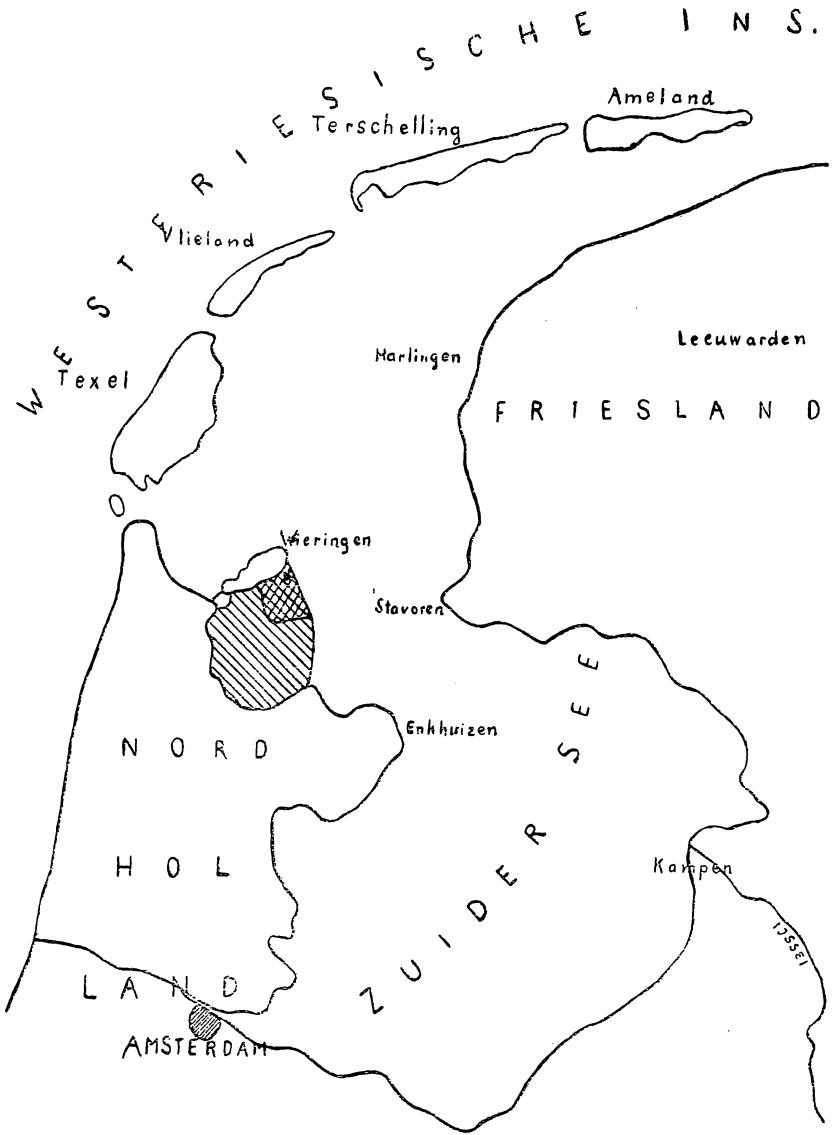 WESTFRIESISCHE INS.
Ameland
Terschelling
Vlieland
Texel
Harlingen
Leeuwarden
FRIESLAND
Wieringen
Stavoren
Enkhuizen
NORD
HOL
LAND
ZUIDER SEE
Kampen
IJSSEl
AMSTERDAM